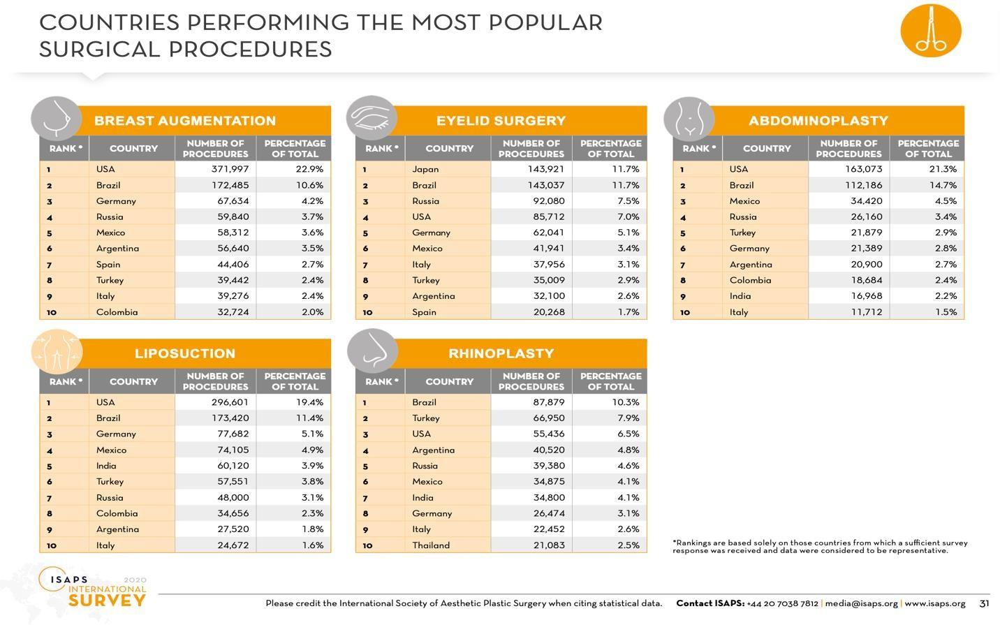 COUNTRIES PERFORMING THE MOST POPULAR
SURGICAL PROCEDURES
BREAST AUGMENTATION
RANK * COUNTRY NUMBER OF PROCEDURES PERCENTAGE OF TOTAL
1 USA 371,997 22.9%
2 Brazil 172,485 10.6%
3 Germany 67,634 4.2%
4 Russia 59,840 3.7%
5 Mexico 58,312 3.6%
6 Argentina 56,640 3.5%
7 Spain 44,406 2.7%
8 Turkey 39,442 2.4%
9 Italy 39,276 2.4%
10 Colombia 32,724 2.0%
EYELID SURGERY
RANK * COUNTRY NUMBER OF PROCEDURES PERCENTAGE OF TOTAL
1 Japan 143,921 11.7%
2 Brazil 143,037 11.7%
3 Russia 92,080 7.5%
4 USA 85,712 7.0%
5 Germany 62,041 5.1%
6 Mexico 41,941 3.4%
7 Italy 37,956 3.1%
8 Turkey 35,009 2.9%
9 Argentina 32,100 2.6%
10 Spain 20,268 1.7%
ABDOMINOPLASTY
RANK * COUNTRY NUMBER OF PROCEDURES PERCENTAGE OF TOTAL
1 USA 163,073 21.3%
2 Brazil 112,186 14.7%
3 Mexico 34,420 4.5%
4 Russia 26,160 3.4%
5 Turkey 21,879 2.9%
6 Germany 21,389 2.8%
7 Argentina 20,900 2.7%
8 Colombia 18,684 2.4%
9 India 16,968 2.2%
10 Italy 11,712 1.5%
LIPOSUCTION
RANK * COUNTRY NUMBER OF PROCEDURES PERCENTAGE OF TOTAL
1 USA 296,601 19.4%
2 Brazil 173,420 11.4%
3 Germany 77,682 5.1%
4 Mexico 74,105 4.9%
5 India 60,120 3.9%
6 Turkey 57,551 3.8%
7 Russia 48,000 3.1%
8 Colombia 34,656 2.3%
9 Argentina 27,520 1.8%
10 Italy 24,672 1.6%
RHINOPLASTY
RANK * COUNTRY NUMBER OF PROCEDURES PERCENTAGE OF TOTAL
1 Brazil 87,879 10.3%
2 Turkey 66,950 7.9%
3 USA 55,436 6.5%
4 Argentina 40,520 4.8%
5 Russia 39,380 4.6%
6 Mexico 34,875 4.1%
7 India 34,800 4.1%
8 Germany 26,474 3.1%
9 Italy 22,452 2.6%
10 Thailand 21,083 2.5%
*Rankings are based solely on those countries from which a sufficient survey
response was received and data were considered to be representative.
ISAPS 2020
INTERNATIONAL
SURVEY
Please credit the International Society of Aesthetic Plastic Surgery when citing statistical data. Contact ISAPS: +44 20 7038 7812 | media@isaps.org | www.isaps.org 31